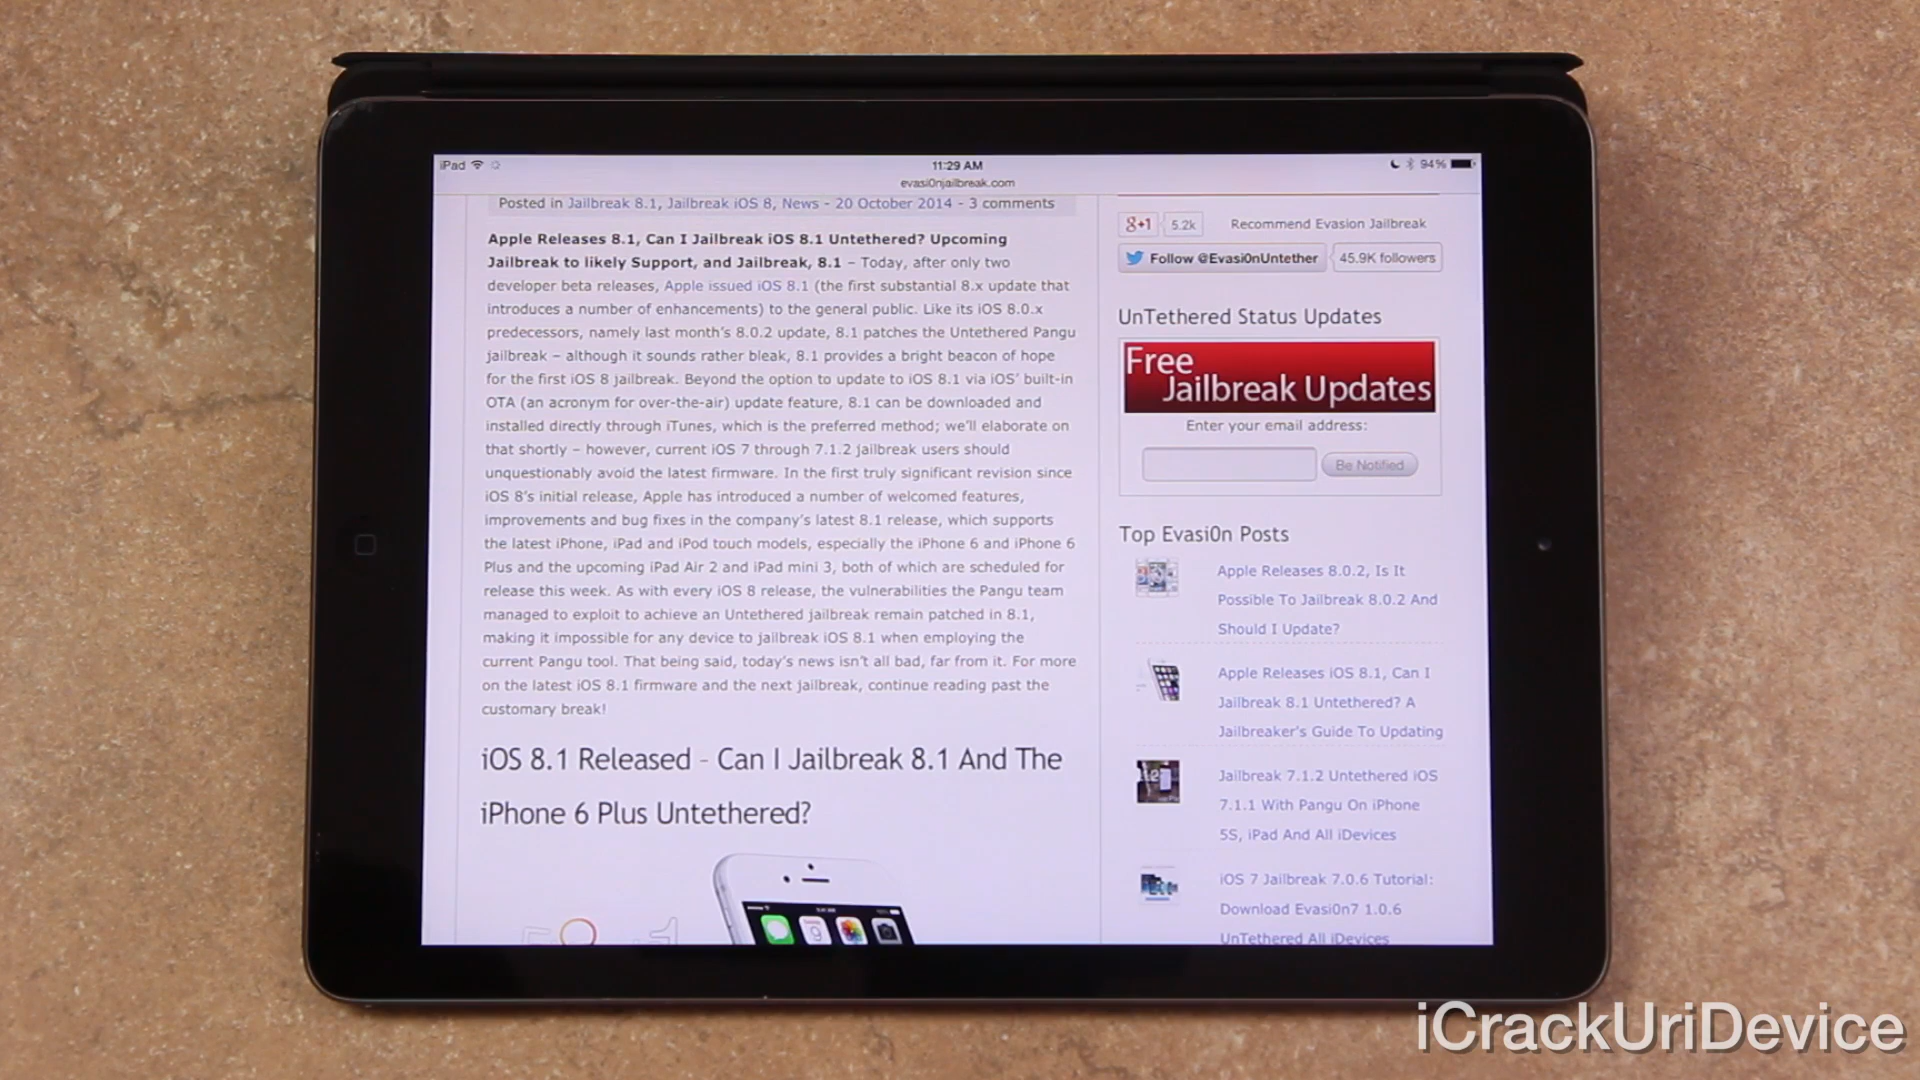 iPad
11:29 AM
94%
evasi0njailbreak.com
Posted in Jailbreak 8.1, Jailbreak iOS 8, News - 20 October 2014 - 3 comments
Apple Releases 8.1, Can I Jailbreak iOS 8.1 Untethered? Upcoming
Jailbreak to likely Support, and Jailbreak, 8.1 – Today, after only two
developer beta releases, Apple issued iOS 8.1 (the first substantial 8.x update that
introduces a number of enhancements) to the general public. Like its iOS 8.0.x
predecessors, namely last month's 8.0.2 update, 8.1 patches the Untethered Pangu
jailbreak – although it sounds rather bleak, 8.1 provides a bright beacon of hope
for the first iOS 8 jailbreak. Beyond the option to update to iOS 8.1 via iOS' built-in
OTA (an acronym for over-the-air) update feature, 8.1 can be downloaded and
installed directly through iTunes, which is the preferred method; we'll elaborate on
that shortly – however, current iOS 7 through 7.1.2 jailbreak users should
unquestionably avoid the latest firmware. In the first truly significant revision since
iOS 8's initial release, Apple has introduced a number of welcomed features,
improvements and bug fixes in the company's latest 8.1 release, which supports
the latest iPhone, iPad and iPod touch models, especially the iPhone 6 and iPhone 6
Plus and the upcoming iPad Air 2 and iPad mini 3, both of which are scheduled for
release this week. As with every iOS 8 release, the vulnerabilities the Pangu team
managed to exploit to achieve an Untethered jailbreak remain patched in 8.1,
making it impossible for any device to jailbreak iOS 8.1 when employing the
current Pangu tool. That being said, today's news isn't all bad, far from it. For more
on the latest iOS 8.1 firmware and the next jailbreak, continue reading past the
customary break!
iOS 8.1 Released - Can I Jailbreak 8.1 And The
iPhone 6 Plus Untethered?
9
g+1 5.2k Recommend Evasion Jailbreak
Follow @Evasi0nUntether 45.9K followers
UnTethered Status Updates
Free
Jailbreak Updates
Enter your email address:
Be Notified
Top Evasi0n Posts
Apple Releases 8.0.2, Is It
Possible To Jailbreak 8.0.2 And
Should I Update?
Apple Releases iOS 8.1, Can I
Jailbreak 8.1 Untethered? A
Jailbreaker's Guide To Updating
Jailbreak 7.1.2 Untethered iOS
7.1.1 With Pangu On iPhone
5S, iPad And All iDevices
iOS 7 Jailbreak 7.0.6 Tutorial:
Download Evasi0n7 1.0.6
UnTethered All iDevices
iCrackUriDevice